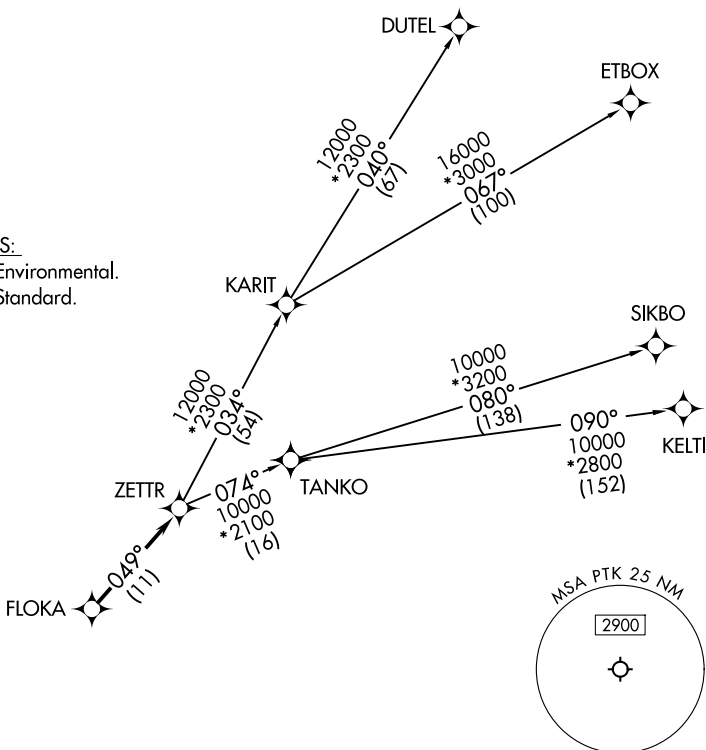 DUTEL
ETBOX
12000
*2300
040°
(67)
16000
*3000
067°
(100)
S:
Environmental.
Standard.
KARIT
SIKBO
12000
*2300
034°
(54)
10000
*3200
080°
(138)
090°
10000
*2800
(152)
KELTI
ZETTR
074°
10000
*2100
(16)
TANKO
049°
(11)
FLOKA
MSA PTK 25 NM
2900